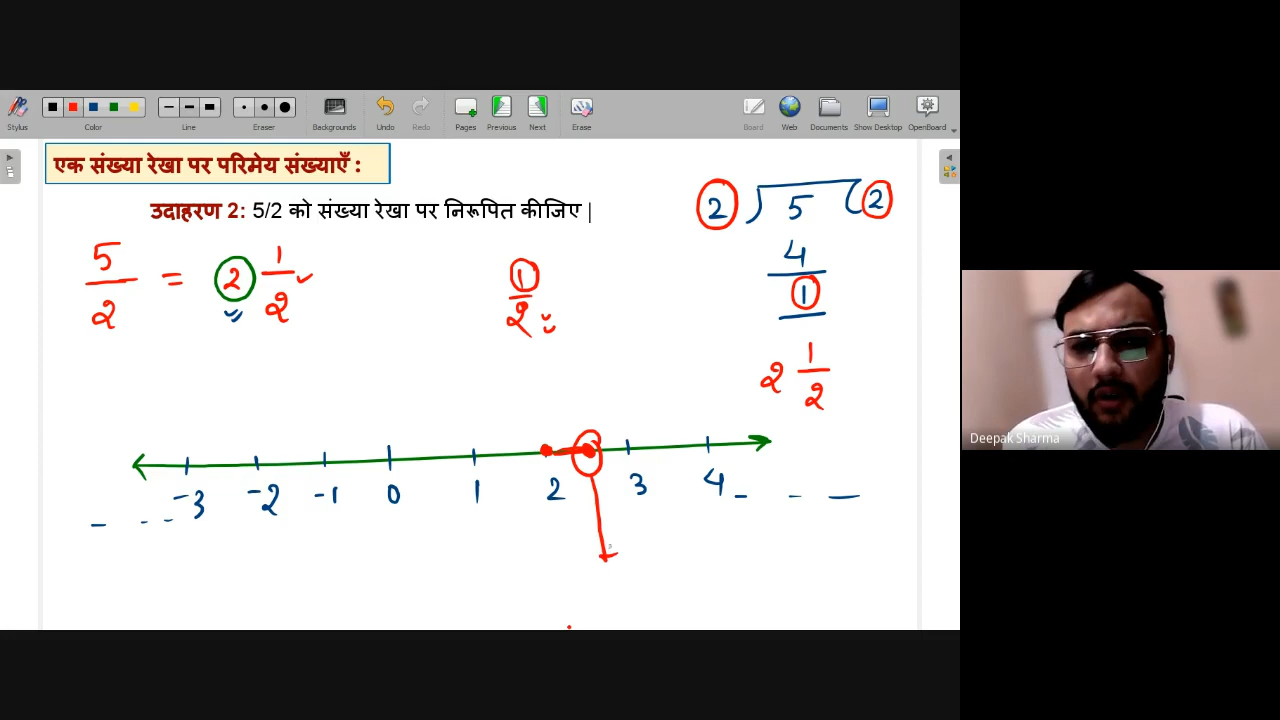 Stylus Color Line Eraser Backgrounds Undo Redo Pages Previous Next Erase Board Web Documents Show Desktop OpenBoard
एक संख्या रेखा पर परिमेय संख्याएँ :
उदाहरण 2: 5/2 को संख्या रेखा पर निरूपित कीजिए |
2 ) 5 ( 2
4
1
5/2 = 2 1/2
1/2
2 1/2
Deepak Sharma
-3 -2 -1 0 1 2 3 4